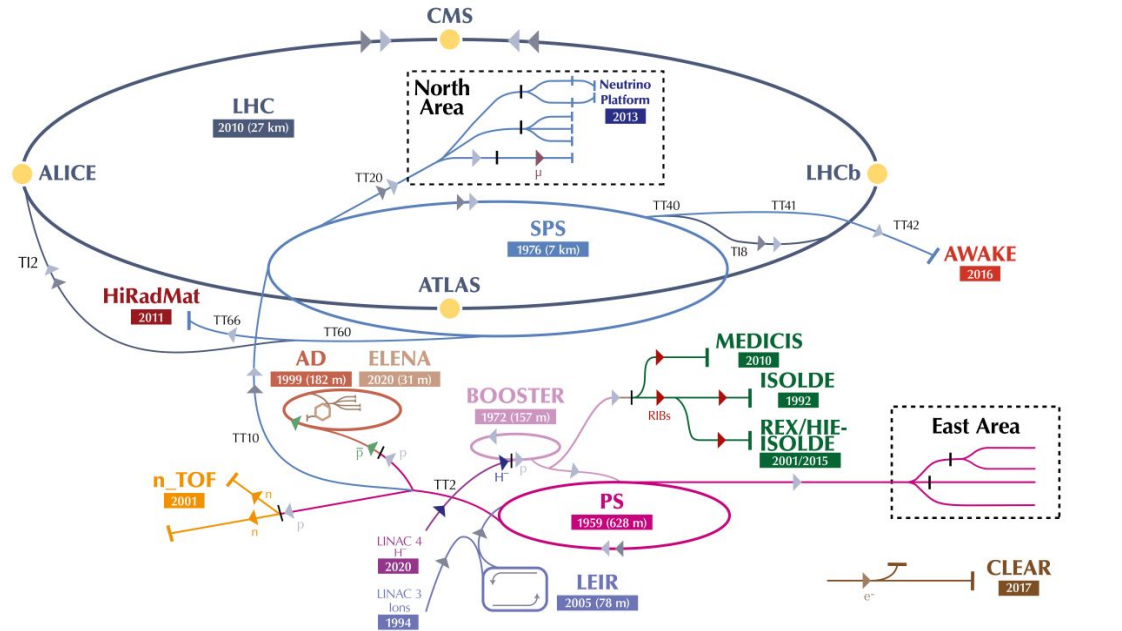 CMS
North
Area
Neutrino
Platform
2013
LHC
2010 (27 km)
μ
ALICE
LHCb
TT20
TT40
TT41
TT42
SPS
1976 (7 km)
TI8
AWAKE
2016
TI2
ATLAS
HiRadMat
2011
TT66
TT60
AD
1999 (182 m)
ELENA
2020 (31 m)
MEDICIS
2010
ISOLDE
1992
RIBs
REX/HIE-
ISOLDE
2001/2015
BOOSTER
1972 (157 m)
East Area
TT10
p̄
p
H⁻
p
n_TOF
2001
n
n
p
TT2
PS
1959 (628 m)
LINAC 4
H⁻
2020
LINAC 3
Ions
1994
LEIR
2005 (78 m)
CLEAR
2017
e⁻